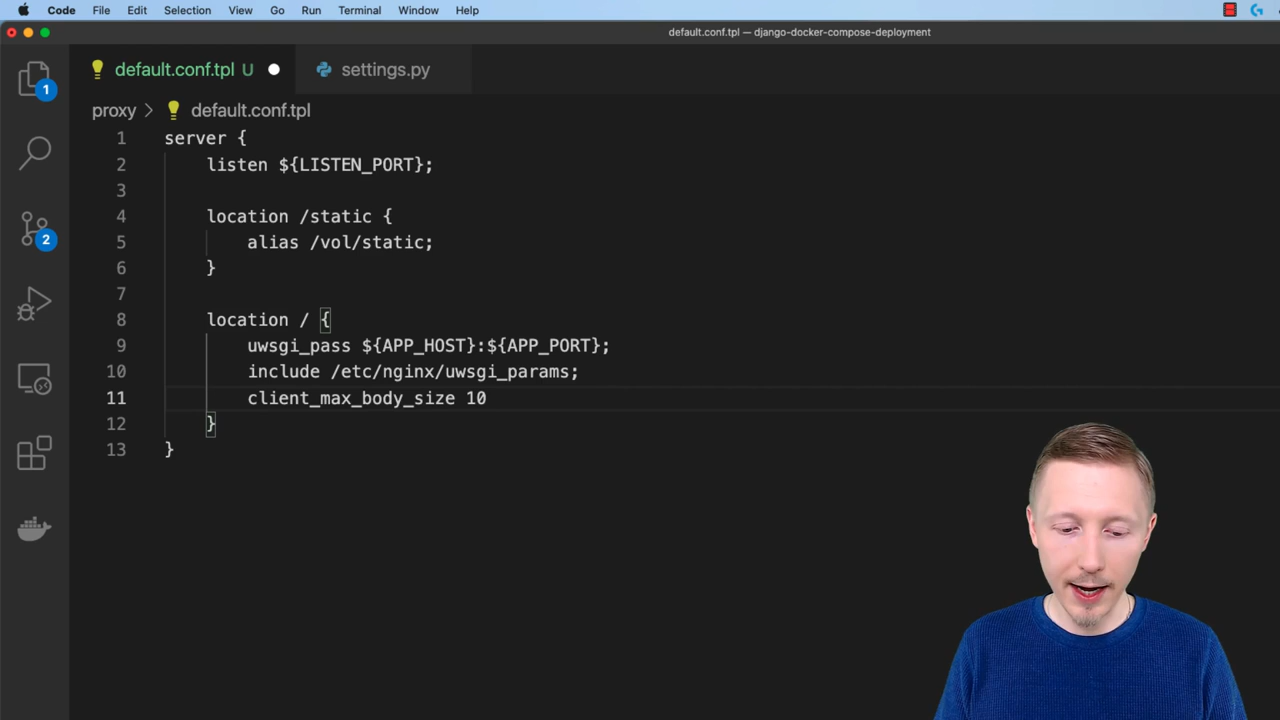 Code File Edit Selection View Go Run Terminal Window Help
default.conf.tpl — django-docker-compose-deployment
default.conf.tpl U settings.py
proxy > default.conf.tpl
1 server {
2 listen ${LISTEN_PORT};
3
4 location /static {
5 alias /vol/static;
6 }
7
8 location / {
9 uwsgi_pass ${APP_HOST}:${APP_PORT};
10 include /etc/nginx/uwsgi_params;
11 client_max_body_size 10
12 }
13 }
1
2